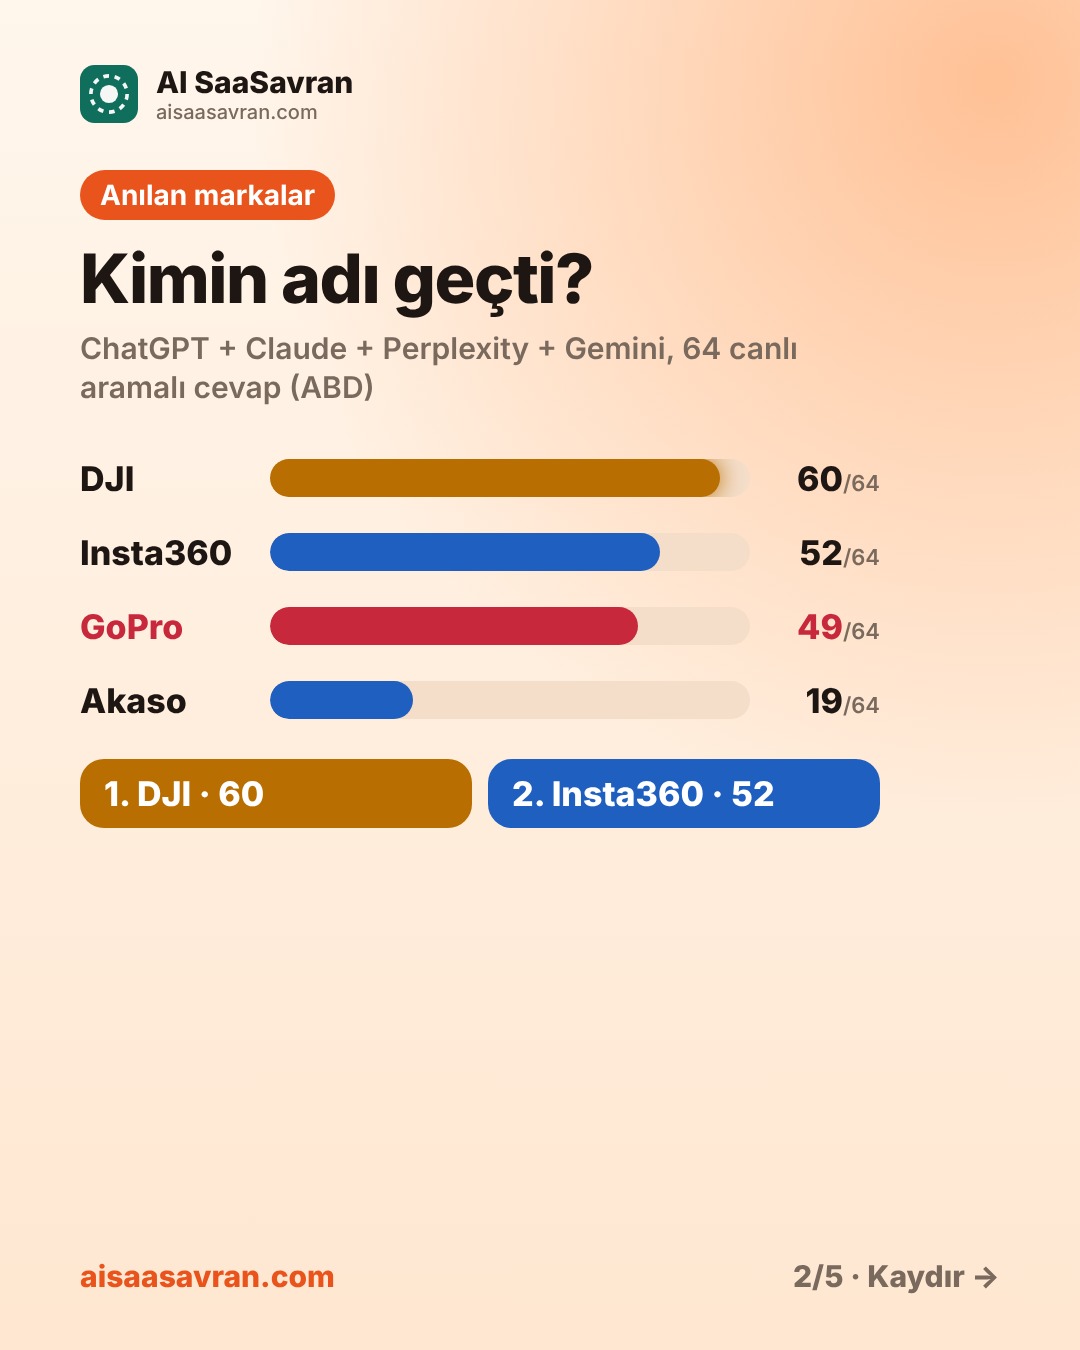 AI SaaSavran
aisaasavran.com
Anılan markalar
Kimin adı geçti?
ChatGPT + Claude + Perplexity + Gemini, 64 canlı
aramalı cevap (ABD)
DJI 60/64
Insta360 52/64
GoPro 49/64
Akaso 19/64
1. DJI · 60
2. Insta360 · 52
aisaasavran.com
2/5 · Kaydır →